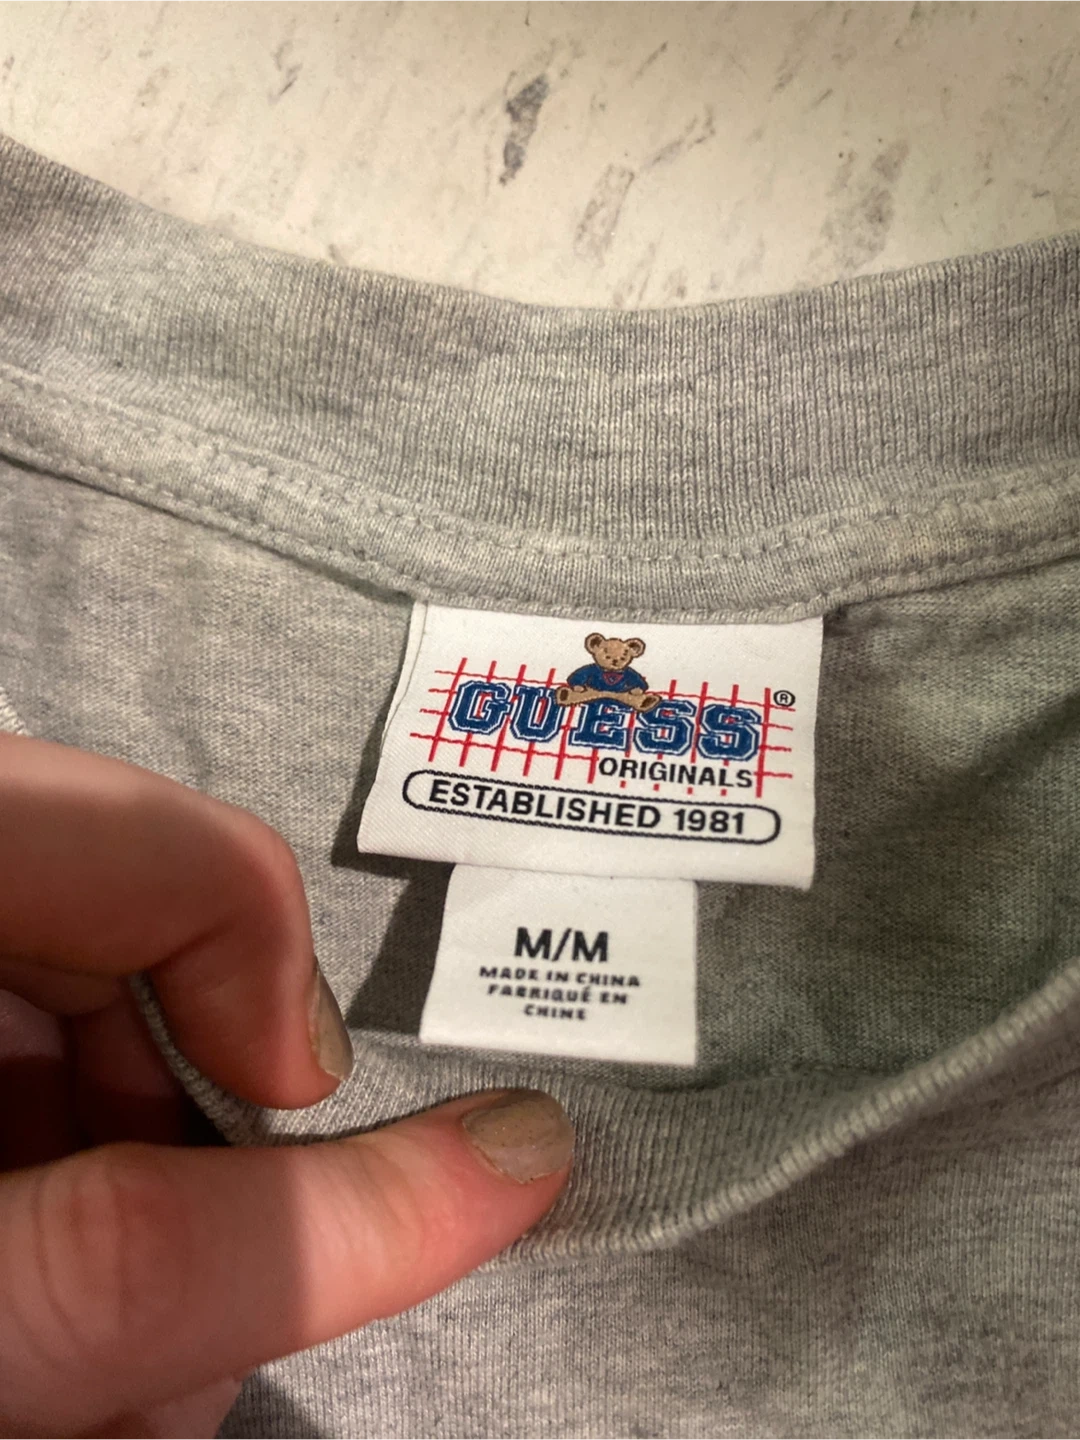 GUESS®
ORIGINALS
ESTABLISHED 1981
M/M
MADE IN CHINA
FABRIQUÉ EN
CHINE